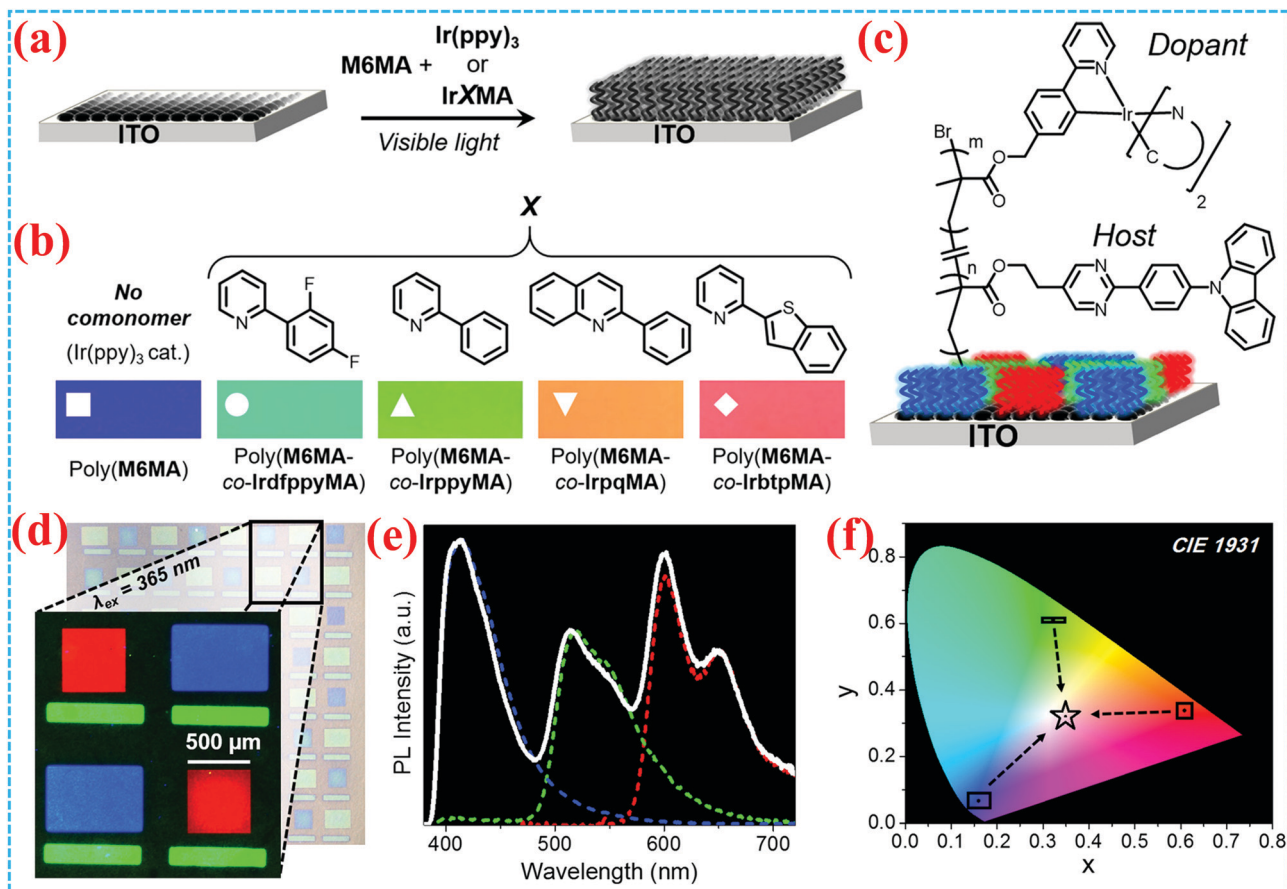 (a)
M6MA +
Ir(ppy)3
or
IrXMA
Visible light
ITO
ITO
(b)
X
No
comonomer
(Ir(ppy)3 cat.)
N
F
F
N
N
N
S
Poly(M6MA)
Poly(M6MA-
co-IrdfppyMA)
Poly(M6MA-
co-IrppyMA)
Poly(M6MA-
co-IrpqMA)
Poly(M6MA-
co-IrbtpMA)
(c)
Dopant
N
Ir
N
C
2
Br
m
O
O
Host
n
O
O
N
N
N
ITO
(d)
λex = 365 nm
500 µm
(e)
PL Intensity (a.u.)
400 500 600 700
Wavelength (nm)
(f)
CIE 1931
y
0.8
0.6
0.4
0.2
0.0
0.0 0.1 0.2 0.3 0.4 0.5 0.6 0.7 0.8
x